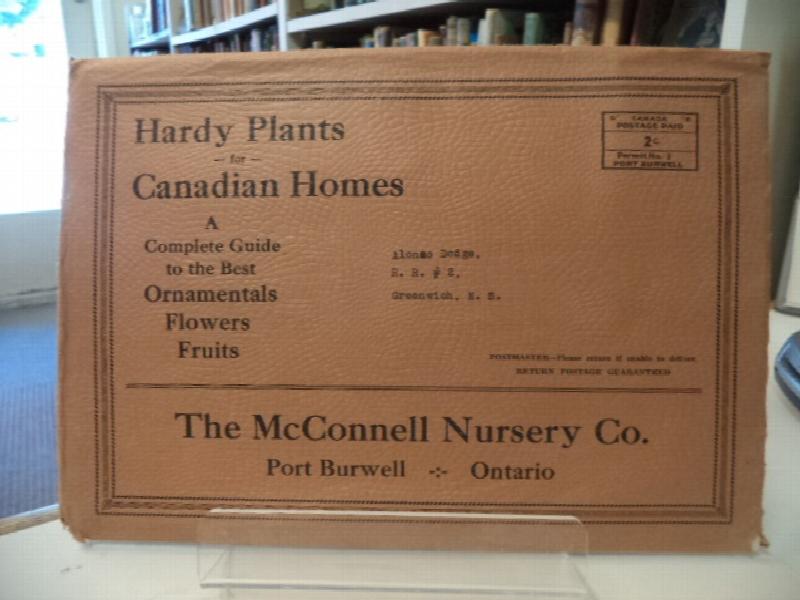 Hardy Plants
— for —
Canadian Homes
A
Complete Guide
to the Best
Ornamentals
Flowers
Fruits
CANADA
POSTAGE PAID
2c
Permit No. 1
PORT BURWELL
Alonzo Dodge,
R. R. # 2,
Greenwich, N. B.
POSTMASTER—Please return if unable to deliver.
RETURN POSTAGE GUARANTEED
The McConnell Nursery Co.
Port Burwell -:- Ontario